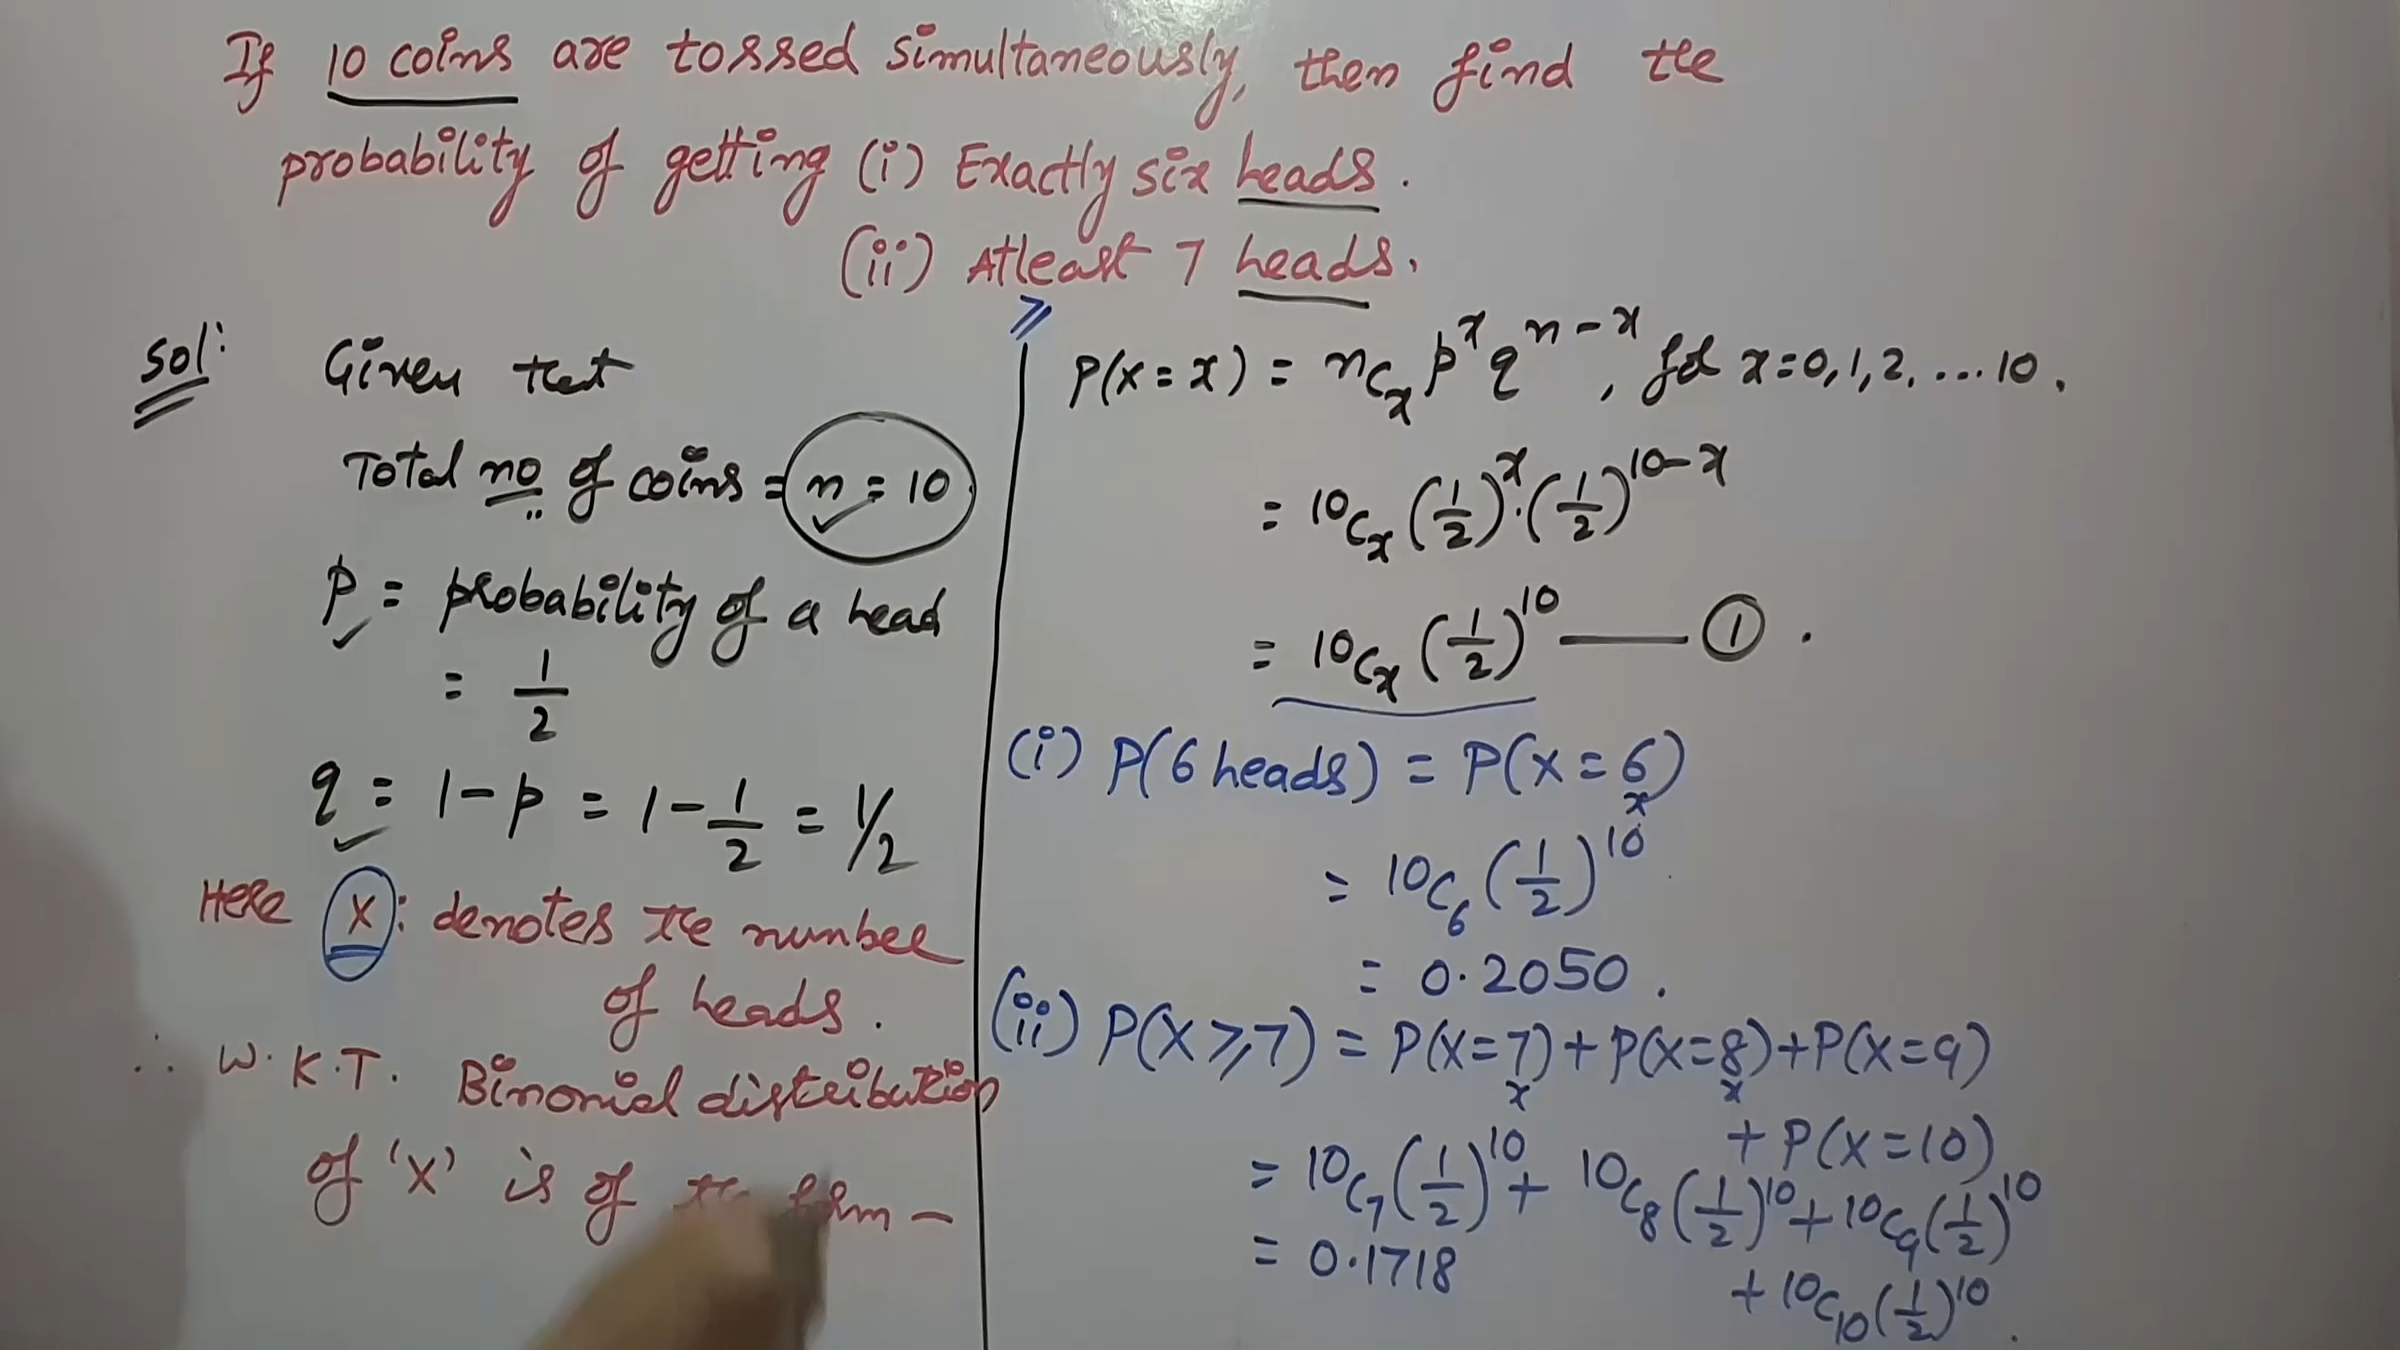 If 10 coins are tossed simultaneously, then find the
probability of getting (i) Exactly six heads.
(ii) Atleast 7 heads.
≥
Sol:
Given that
Total no of coins = n = 10
p = probability of a head
= 1/2
q = 1-p = 1-1/2 = 1/2
Here X: denotes the number
of heads.
∴ W.K.T. Binomial distribution
of 'X' is of the form -
P(X=x) = nCₓ pˣ qⁿ⁻ˣ, for x=0,1,2,...10.
= 10Cₓ (1/2)ˣ·(1/2)¹⁰⁻ˣ
= 10Cₓ (1/2)¹⁰ —— ①.
(i) P(6 heads) = P(X=6)
x
= 10C₆ (1/2)¹⁰
= 0.2050.
(ii) P(X≥7) = P(X=7)+P(X=8)+P(X=9)
x x
+ P(X=10)
= 10C₇(1/2)¹⁰ + 10C₈(1/2)¹⁰+10C₉(1/2)¹⁰
+ 10C₁₀(1/2)¹⁰.
= 0.1718